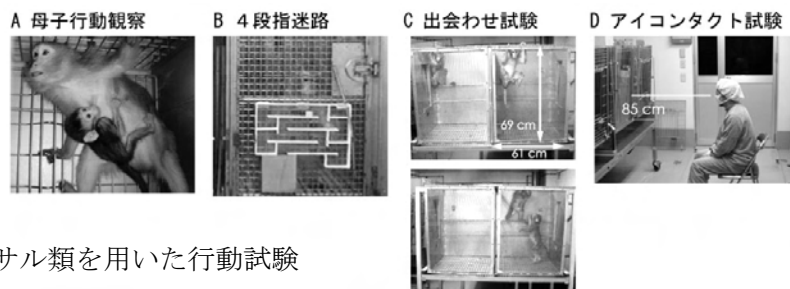 A 母子行動観察
B 4段指迷路
C 出会わせ試験
D アイコンタクト試験
69 cm
61 cm
85 cm
サル類を用いた行動試験